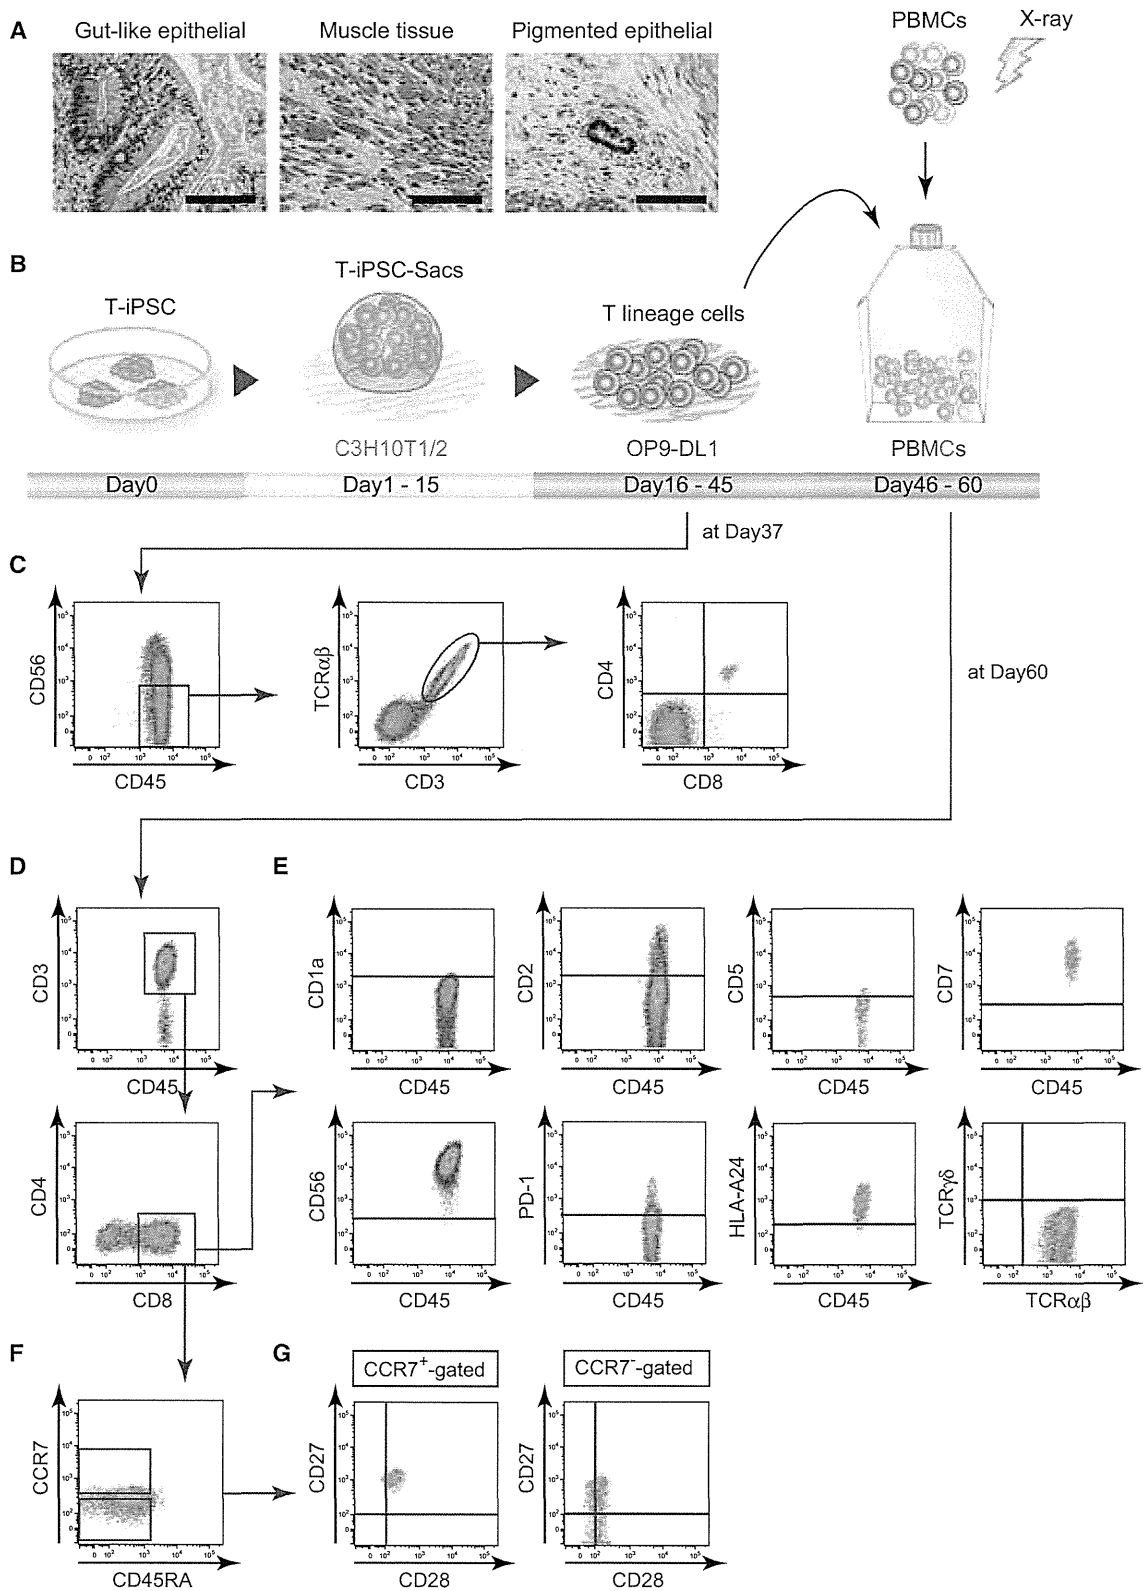 A
Gut-like epithelial
Muscle tissue
Pigmented epithelial
PBMCs
X-ray
B
T-iPSC
T-iPSC-Sacs
T lineage cells
C3H10T1/2
OP9-DL1
PBMCs
Day0
Day1 - 15
Day16 - 45
Day46 - 60
at Day37
at Day60
C
CD56
CD45
TCRαβ
CD3
CD4
CD8
D
CD3
CD45
CD4
CD8
E
CD1a
CD45
CD2
CD45
CD5
CD45
CD7
CD45
CD56
CD45
PD-1
CD45
HLA-A24
CD45
TCRγδ
TCRαβ
F
CCR7
CD45RA
G
CCR7⁺-gated
CD27
CD28
CCR7⁻-gated
CD27
CD28